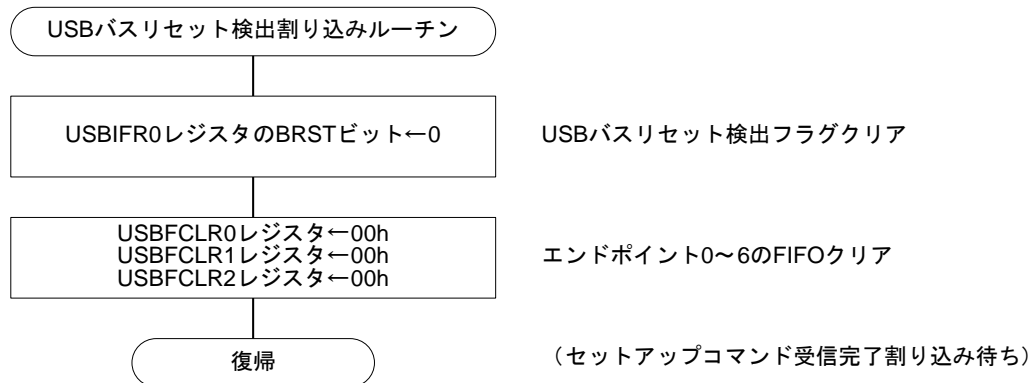 USBバスリセット検出割り込みルーチン
USBIFR0レジスタのBRSTビット←0
USBバスリセット検出フラグクリア
USBFCLR0レジスタ←00h
USBFCLR1レジスタ←00h
USBFCLR2レジスタ←00h
エンドポイント0～6のFIFOクリア
復帰
（セットアップコマンド受信完了割り込み待ち）